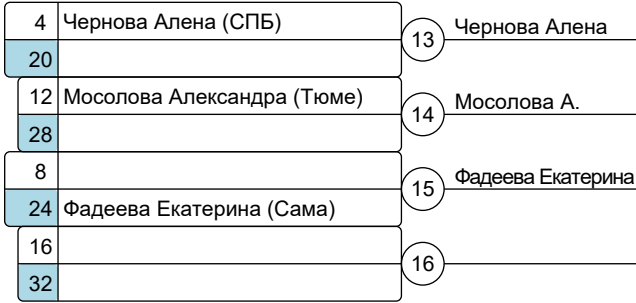 4 Чернова Алена (СПБ)
13 Чернова Алена
20
12 Мосолова Александра (Тюме)
14 Мосолова А.
28
8
15 Фадеева Екатерина
24 Фадеева Екатерина (Сама)
16
16
32